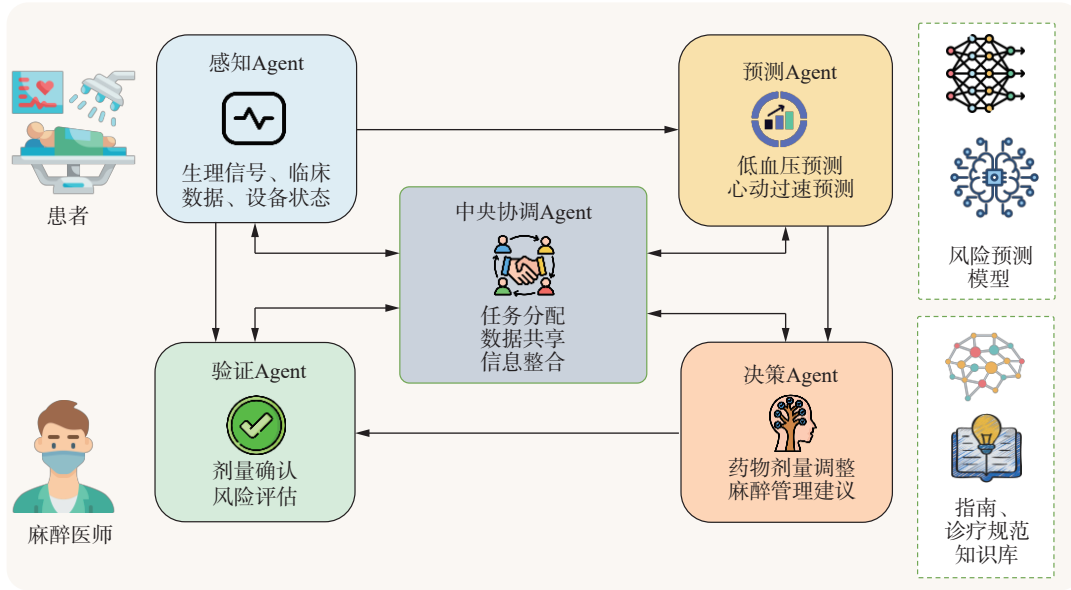 感知Agent
生理信号、临床
数据、设备状态
患者
预测Agent
低血压预测
心动过速预测
中央协调Agent
任务分配
数据共享
信息整合
风险预测
模型
验证Agent
剂量确认
风险评估
麻醉医师
决策Agent
药物剂量调整
麻醉管理建议
指南、
诊疗规范
知识库